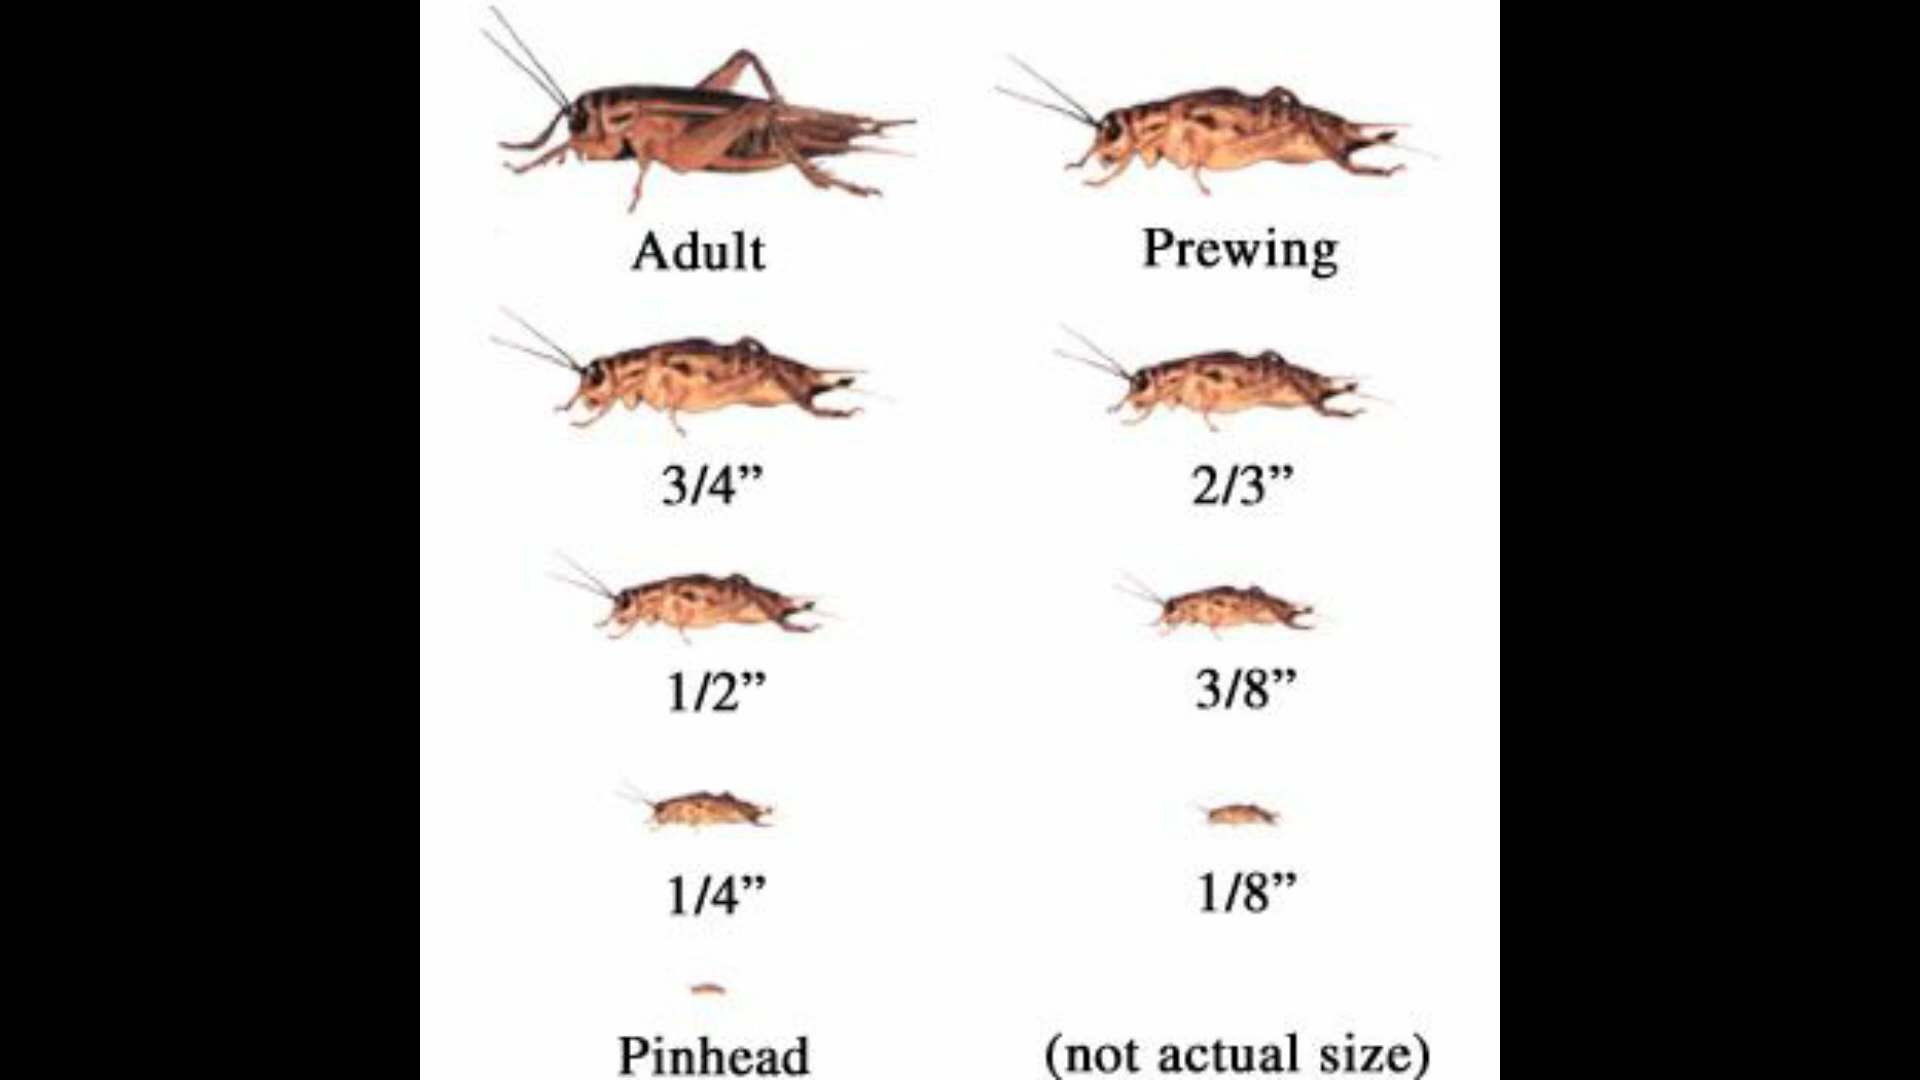 Adult
Prewing
3/4”
2/3”
1/2”
3/8”
1/4”
1/8”
Pinhead
(not actual size)